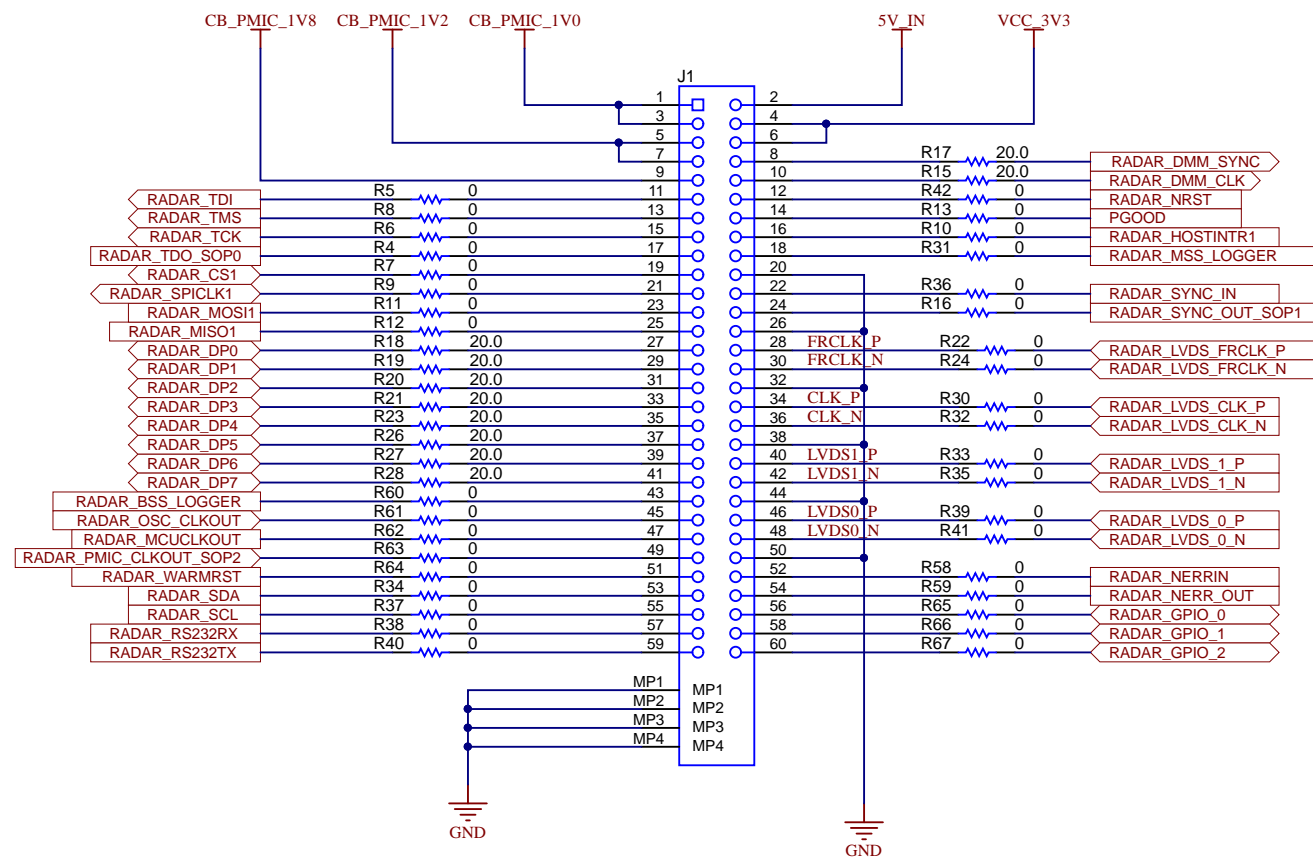 CB_PMIC_1V8 CB_PMIC_1V2 CB_PMIC_1V0 5V_IN VCC_3V3
J1
1 2
3 4
5 6
7 8 R17 20.0 RADAR_DMM_SYNC
9 10 R15 20.0 RADAR_DMM_CLK
RADAR_TDI R5 0 11 12 R42 0 RADAR_NRST
RADAR_TMS R8 0 13 14 R13 0 PGOOD
RADAR_TCK R6 0 15 16 R10 0 RADAR_HOSTINTR1
RADAR_TDO_SOP0 R4 0 17 18 R31 0 RADAR_MSS_LOGGER
RADAR_CS1 R7 0 19 20
RADAR_SPICLK1 R9 0 21 22 R36 0 RADAR_SYNC_IN
RADAR_MOSI1 R11 0 23 24 R16 0 RADAR_SYNC_OUT_SOP1
RADAR_MISO1 R12 0 25 26
RADAR_DP0 R18 20.0 27 28 FRCLK_P R22 0 RADAR_LVDS_FRCLK_P
RADAR_DP1 R19 20.0 29 30 FRCLK_N R24 0 RADAR_LVDS_FRCLK_N
RADAR_DP2 R20 20.0 31 32
RADAR_DP3 R21 20.0 33 34 CLK_P R30 0 RADAR_LVDS_CLK_P
RADAR_DP4 R23 20.0 35 36 CLK_N R32 0 RADAR_LVDS_CLK_N
RADAR_DP5 R26 20.0 37 38
RADAR_DP6 R27 20.0 39 40 LVDS1_P R33 0 RADAR_LVDS_1_P
RADAR_DP7 R28 20.0 41 42 LVDS1_N R35 0 RADAR_LVDS_1_N
RADAR_BSS_LOGGER R60 0 43 44
RADAR_OSC_CLKOUT R61 0 45 46 LVDS0_P R39 0 RADAR_LVDS_0_P
RADAR_MCUCLKOUT R62 0 47 48 LVDS0_N R41 0 RADAR_LVDS_0_N
RADAR_PMIC_CLKOUT_SOP2 R63 0 49 50
RADAR_WARMRST R64 0 51 52 R58 0 RADAR_NERRIN
RADAR_SDA R34 0 53 54 R59 0 RADAR_NERR_OUT
RADAR_SCL R37 0 55 56 R65 0 RADAR_GPIO_0
RADAR_RS232RX R38 0 57 58 R66 0 RADAR_GPIO_1
RADAR_RS232TX R40 0 59 60 R67 0 RADAR_GPIO_2
MP1 MP1
MP2 MP2
MP3 MP3
MP4 MP4
GND
GND